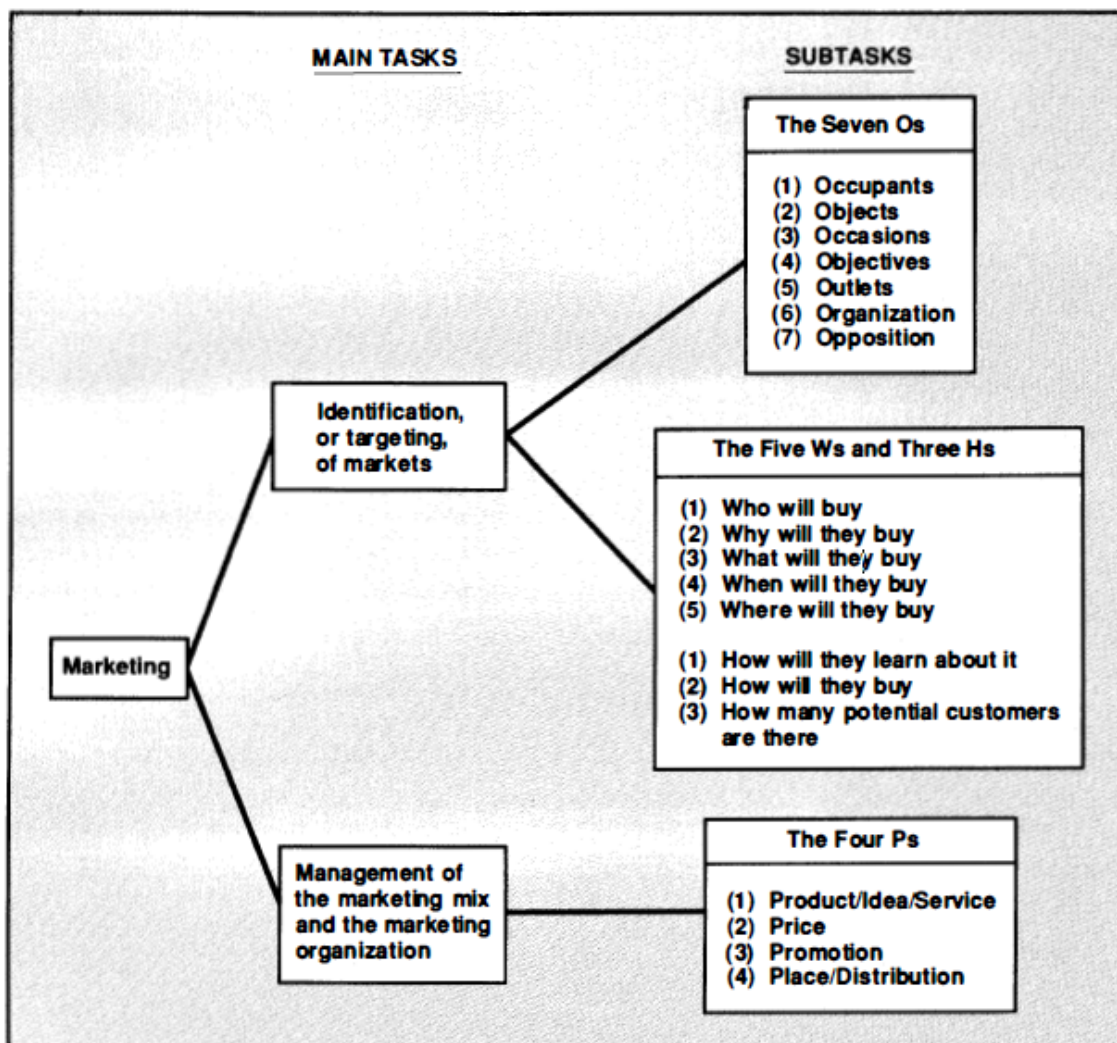 MAIN TASKS
SUBTASKS
The Seven Os
(1) Occupants
(2) Objects
(3) Occasions
(4) Objectives
(5) Outlets
(6) Organization
(7) Opposition
Identification,
or targeting,
of markets
The Five Ws and Three Hs
(1) Who will buy
(2) Why will they buy
(3) What will they buy
(4) When will they buy
(5) Where will they buy
(1) How will they learn about it
(2) How will they buy
(3) How many potential customers
are there
Marketing
Management of
the marketing mix
and the marketing
organization
The Four Ps
(1) Product/Idea/Service
(2) Price
(3) Promotion
(4) Place/Distribution